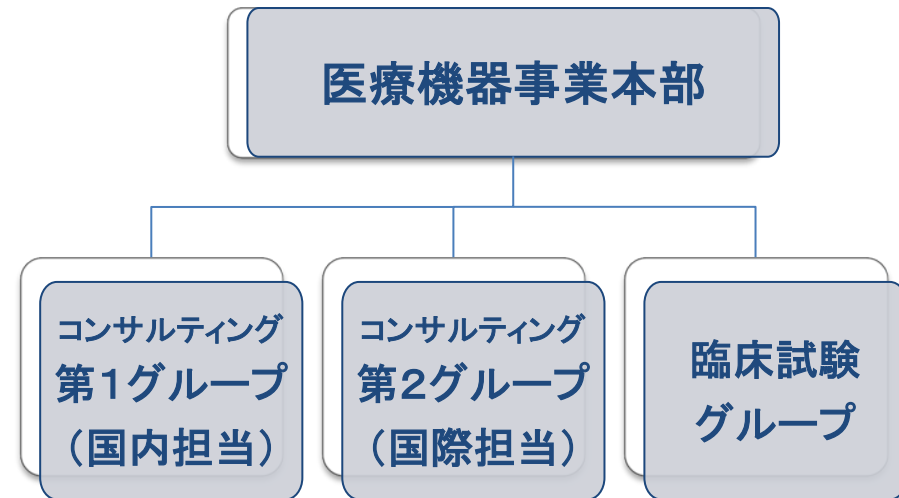 医療機器事業本部
コンサルティング
第1グループ
（国内担当）
コンサルティング
第2グループ
（国際担当）
臨床試験
グループ